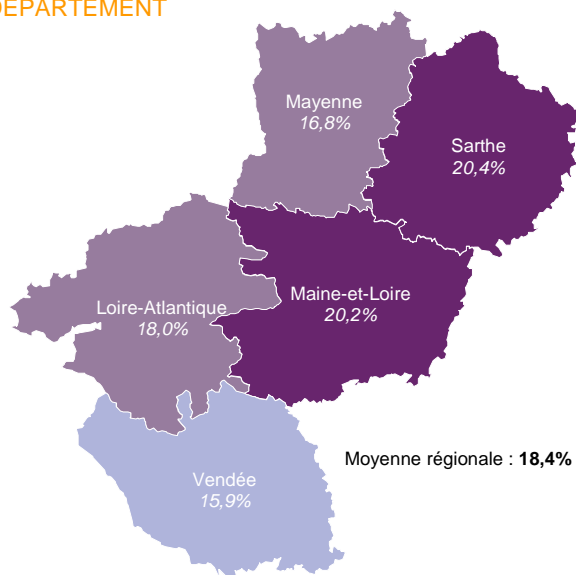 DEPARTEMENT
Mayenne
16,8%
Sarthe
20,4%
Maine-et-Loire
20,2%
Loire-Atlantique
18,0%
Vendée
15,9%
Moyenne régionale : 18,4%